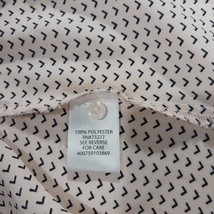 100% POLYESTER
RN#73277
SEE REVERSE
FOR CARE
400759103869